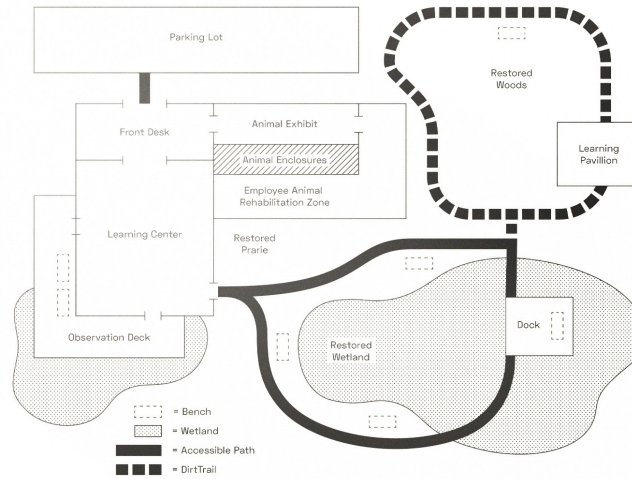 Parking Lot
Restored
Woods
Front Desk
Animal Exhibit
Learning
Pavillion
Animal Enclosures
Employee Animal
Rehabilitation Zone
Learning Center
Restored
Prarie
Dock
Observation Deck
Restored
Wetland
= Bench
= Wetland
= Accessible Path
= DirtTrail